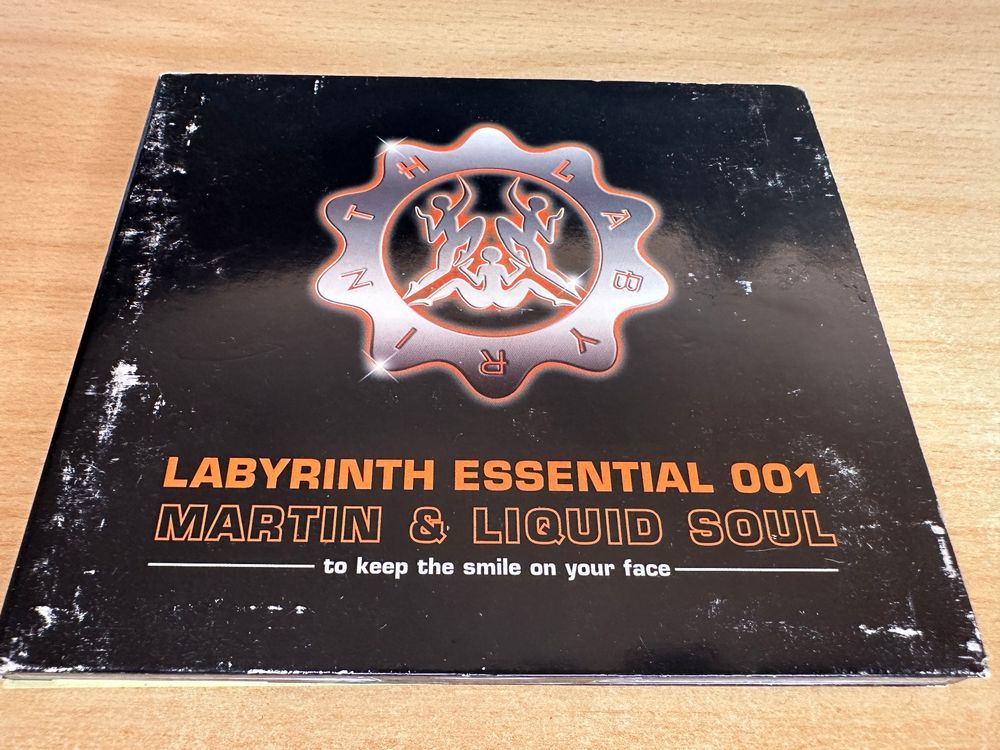 LABYRINTH
LABYRINTH ESSENTIAL 001
MARTIN & LIQUID SOUL
to keep the smile on your face